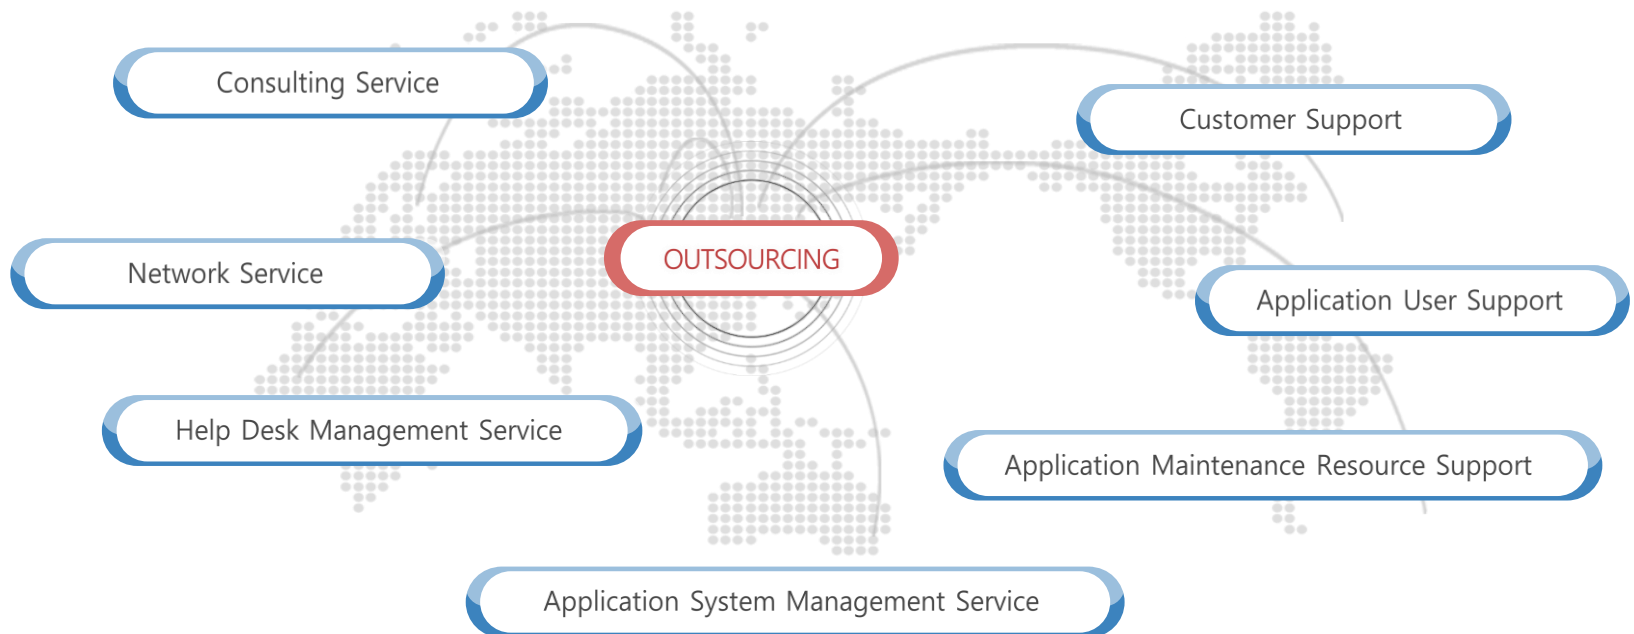 Consulting Service
Customer Support
Network Service
OUTSOURCING
Application User Support
Help Desk Management Service
Application Maintenance Resource Support
Application System Management Service